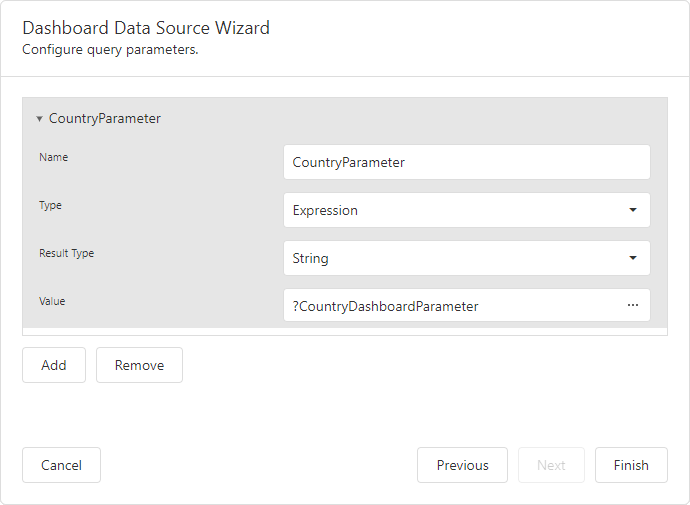 Dashboard Data Source Wizard
Configure query parameters.
CountryParameter
Name
CountryParameter
Type
Expression
Result Type
String
Value
?CountryDashboardParameter
Add
Remove
Cancel
Previous
Next
Finish